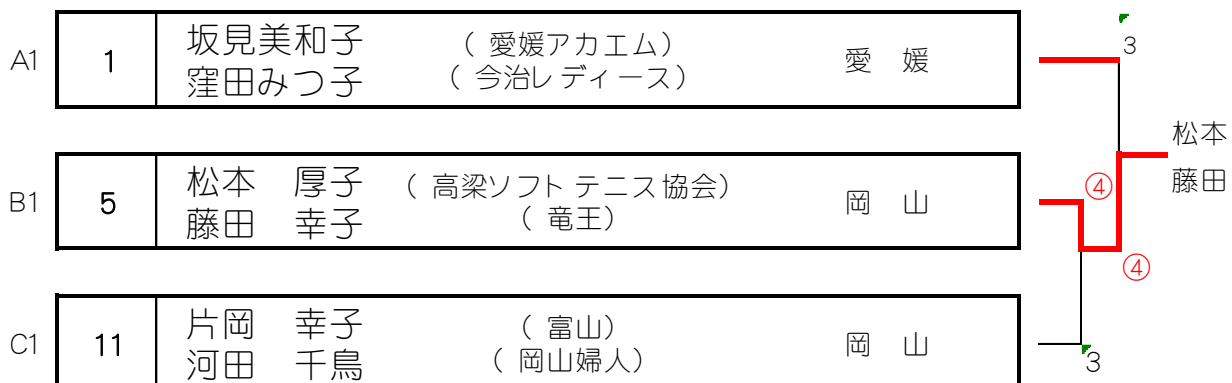 3
A1 1 坂見美和子 (愛媛アカエム) 愛 媛
窪田みつ子 (今治レディース)
松本
藤田
B1 5 松本 厚子 (高梁ソフトテニス協会) 岡 山
藤田 幸子 (竜王)
④
④
C1 11 片岡 幸子 (富山) 岡 山
河田 千鳥 (岡山婦人)
3